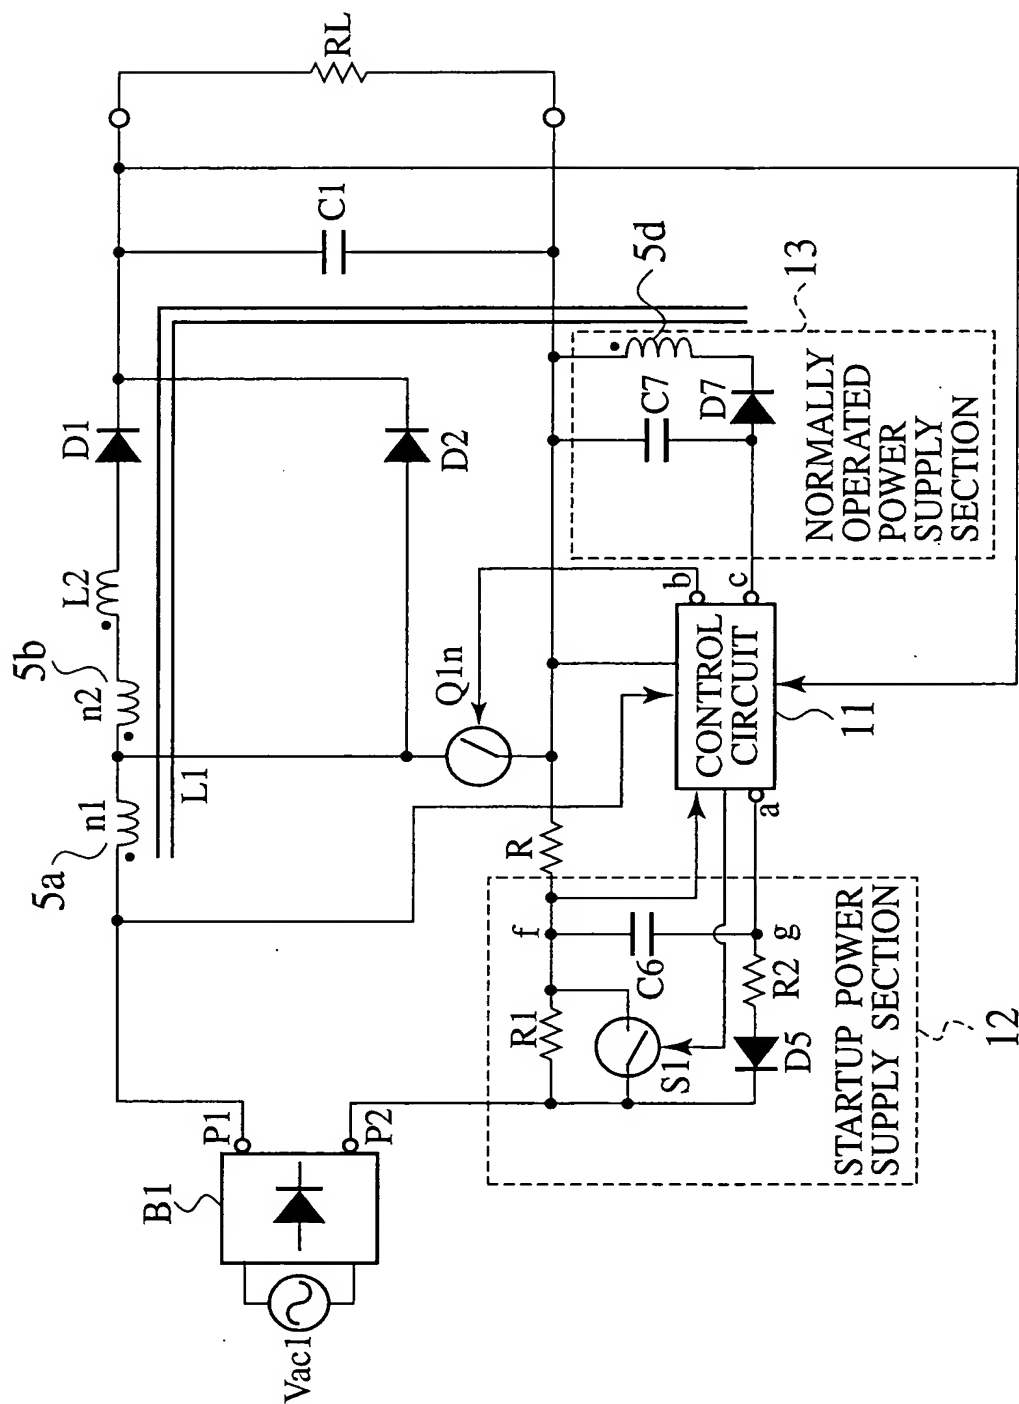 Vac1
B1
P1
P2
5a
n1
L1
n2
5b
L2
D1
D2
C1
RL
Q1n
R
f
R1
S1
C6
g
R2
D5
STARTUP POWER
SUPPLY SECTION
12
a
b
c
CONTROL
CIRCUIT
11
5d
C7
D7
13
NORMALLY
OPERATED
POWER
SUPPLY
SECTION